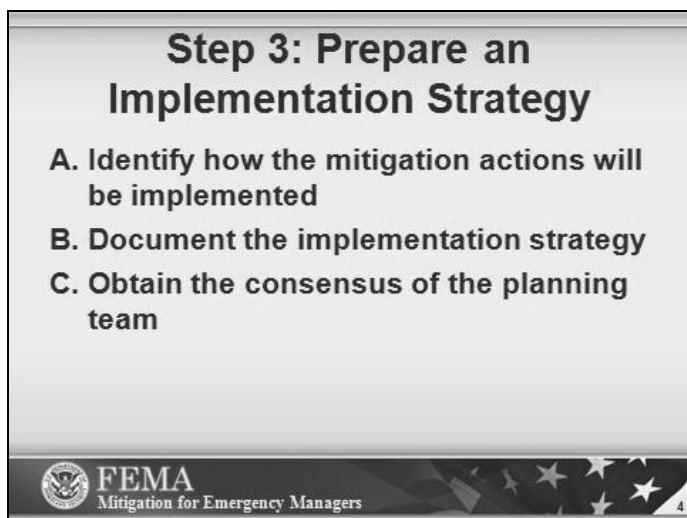 Step 3: Prepare an
Implementation Strategy
A. Identify how the mitigation actions will
be implemented
B. Document the implementation strategy
C. Obtain the consensus of the planning
team
FEMA
Mitigation for Emergency Managers
4